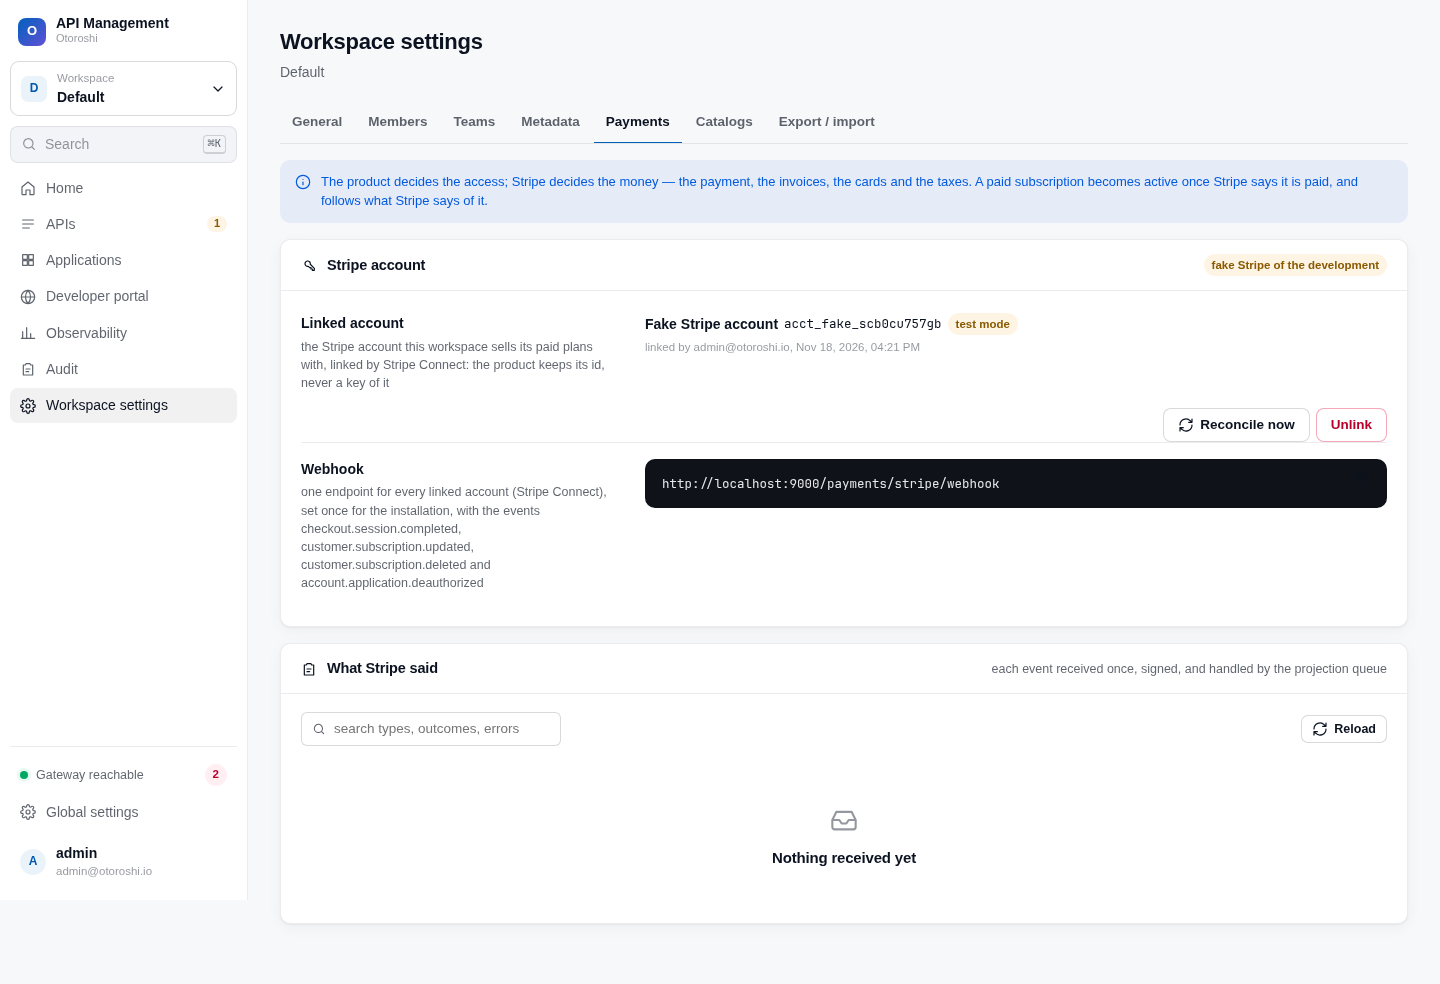 O
API Management
Otoroshi
D
Workspace
Default
Search
⌘K
Home
APIs
1
Applications
Developer portal
Observability
Audit
Workspace settings
Gateway reachable
2
Global settings
A
admin
admin@otoroshi.io
Workspace settings
Default
General
Members
Teams
Metadata
Payments
Catalogs
Export / import
The product decides the access; Stripe decides the money — the payment, the invoices, the cards and the taxes. A paid subscription becomes active once Stripe says it is paid, and
follows what Stripe says of it.
Stripe account
fake Stripe of the development
Linked account
the Stripe account this workspace sells its paid plans
with, linked by Stripe Connect: the product keeps its id,
never a key of it
Fake Stripe account acct_fake_scb0cu757gb test mode
linked by admin@otoroshi.io, Nov 18, 2026, 04:21 PM
Reconcile now
Unlink
Webhook
one endpoint for every linked account (Stripe Connect),
set once for the installation, with the events
checkout.session.completed,
customer.subscription.updated,
customer.subscription.deleted and
account.application.deauthorized
http://localhost:9000/payments/stripe/webhook
What Stripe said
each event received once, signed, and handled by the projection queue
search types, outcomes, errors
Reload
Nothing received yet